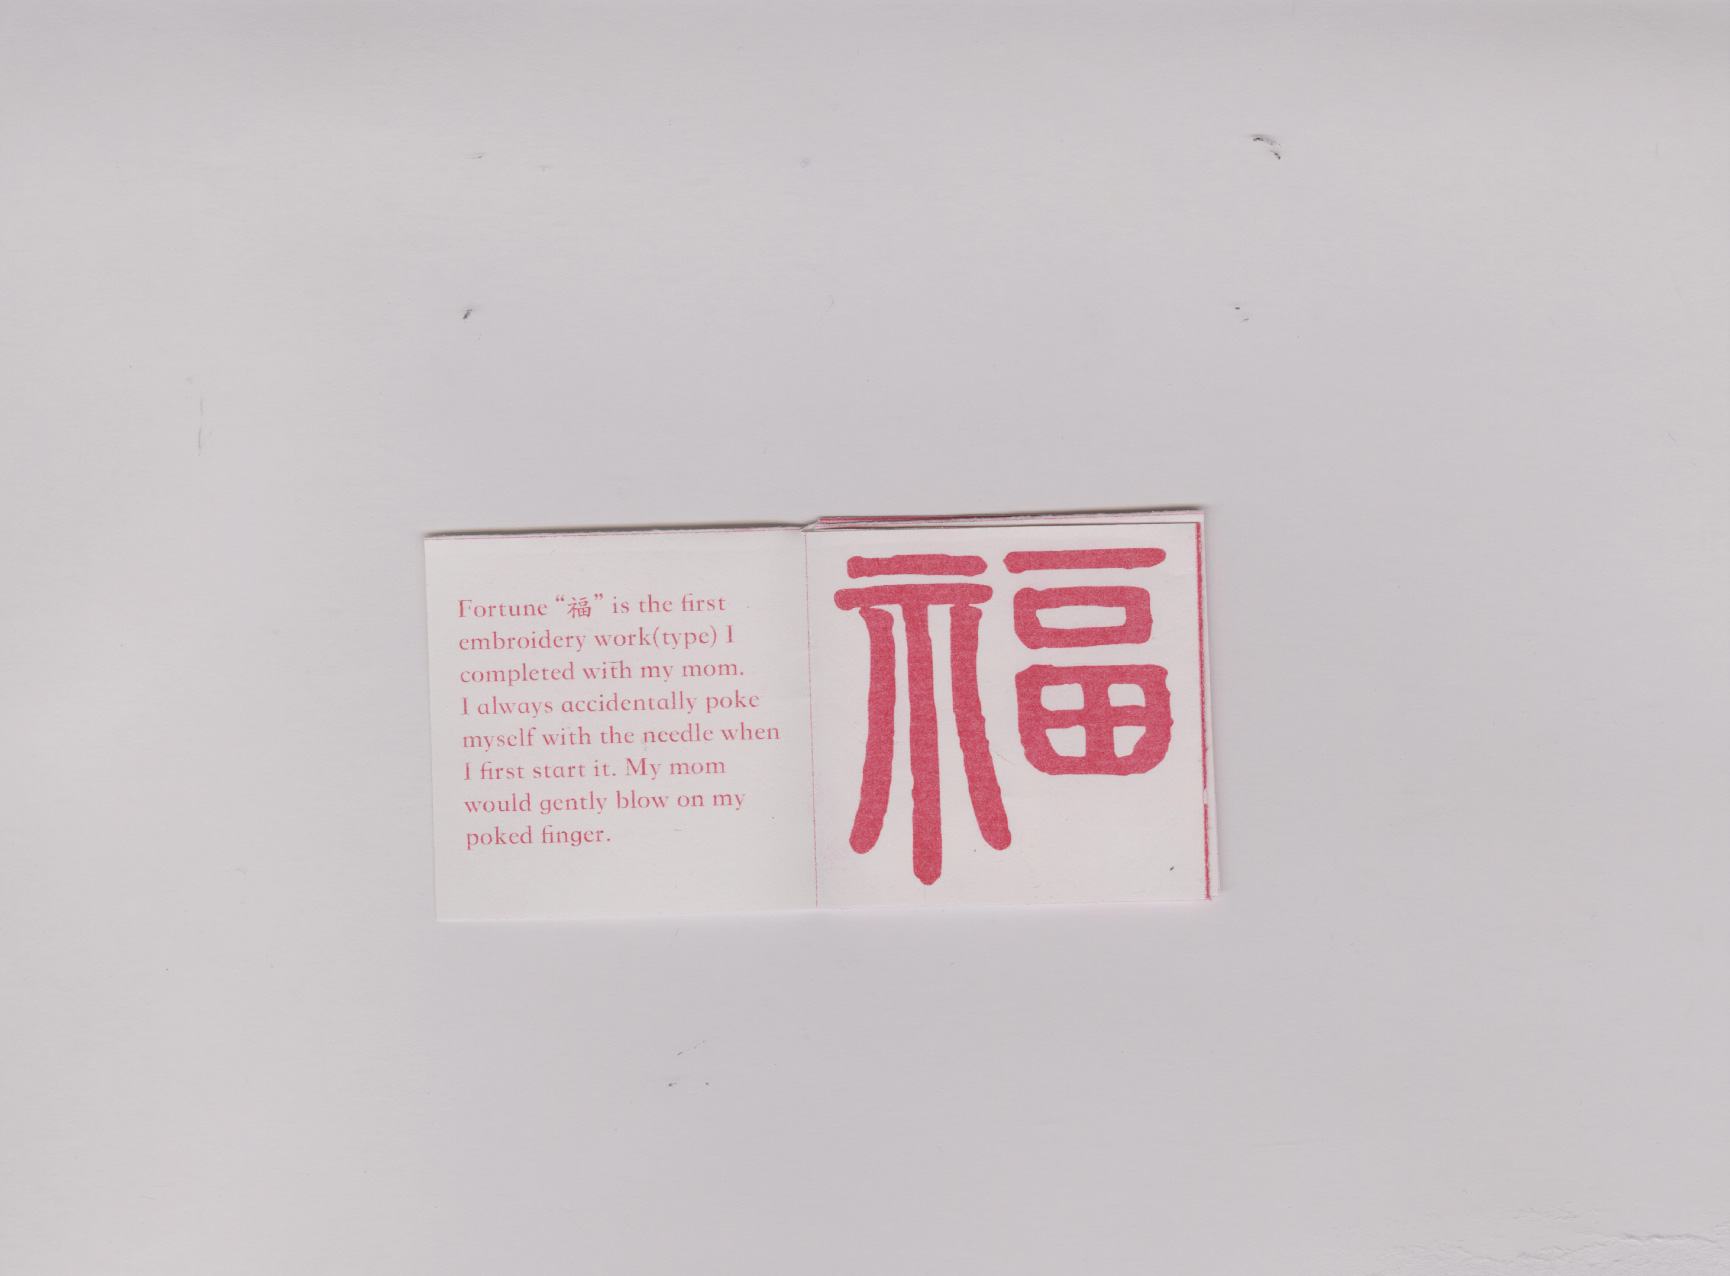 Fortune “福” is the first
embroidery work(type) I
completed with my mom.
I always accidentally poke
myself with the needle when
I first start it. My mom
would gently blow on my
poked finger.
福